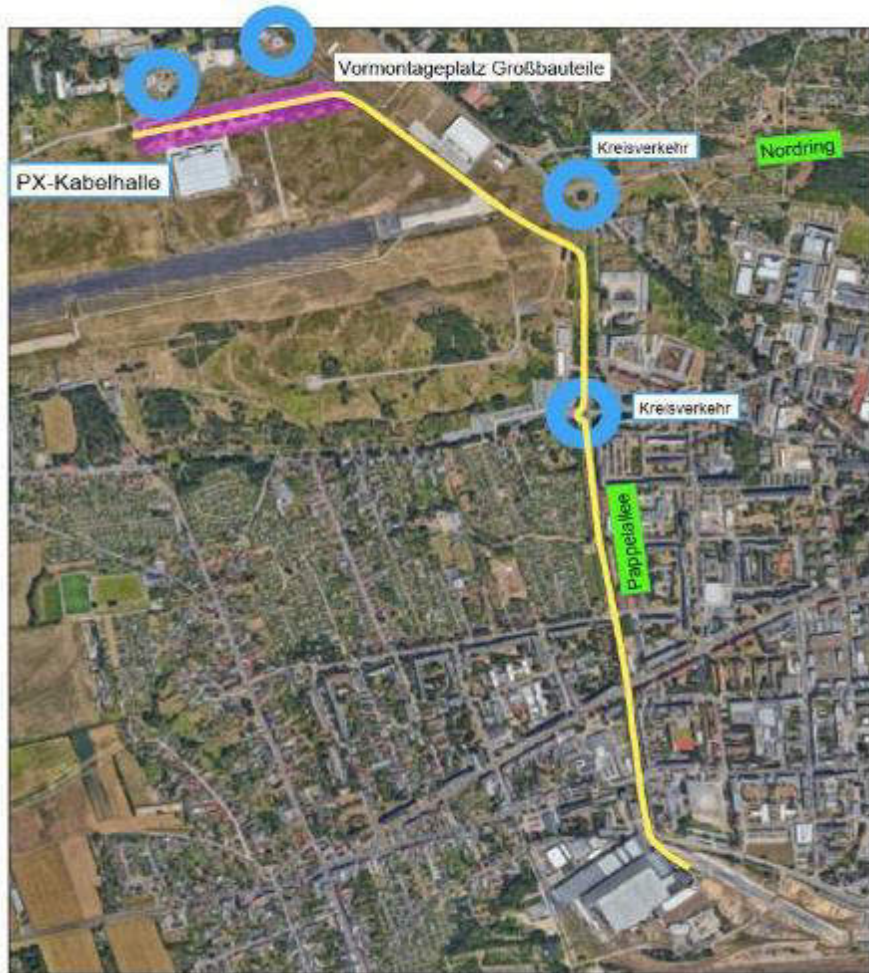 Vormontageplatz Großbauteile
Kreisverkehr
Nordring
PX-Kabelhalle
Kreisverkehr
Pappelallee